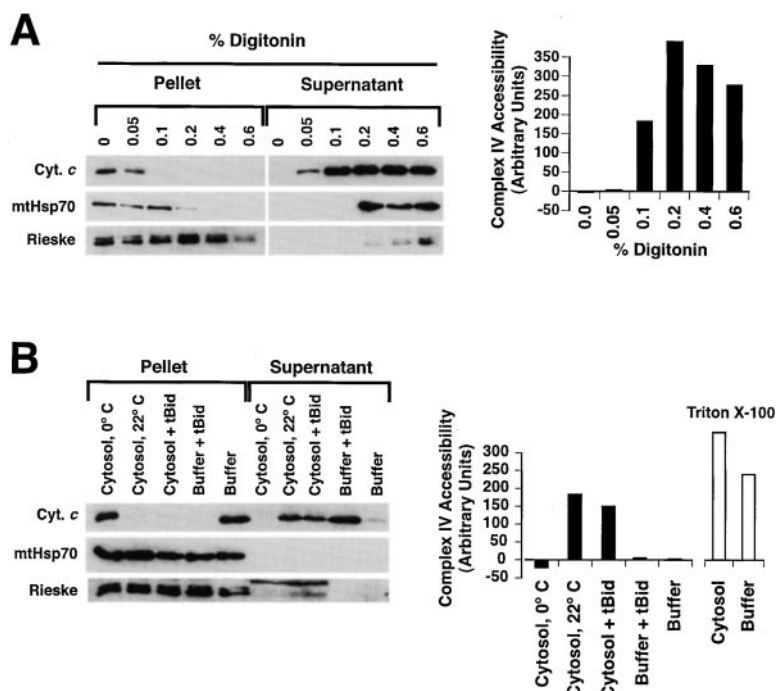 A
% Digitonin
Pellet
Supernatant
0
0.05
0.1
0.2
0.4
0.6
0
0.05
0.1
0.2
0.4
0.6
Cyt. c
mtHsp70
Rieske
Complex IV Accessibility
(Arbitrary Units)
350
300
250
200
150
100
50
0
-50
0.0
0.05
0.1
0.2
0.4
0.6
% Digitonin
B
Pellet
Supernatant
Cytosol, 0° C
Cytosol, 22° C
Cytosol + tBid
Buffer + tBid
Buffer
Cytosol, 0° C
Cytosol, 22° C
Cytosol + tBid
Buffer + tBid
Buffer
Cyt. c
mtHsp70
Rieske
Complex IV Accessibility
(Arbitrary Units)
Triton X-100
300
250
200
150
100
50
0
-50
Cytosol, 0° C
Cytosol, 22° C
Cytosol + tBid
Buffer + tBid
Buffer
Cytosol
Buffer